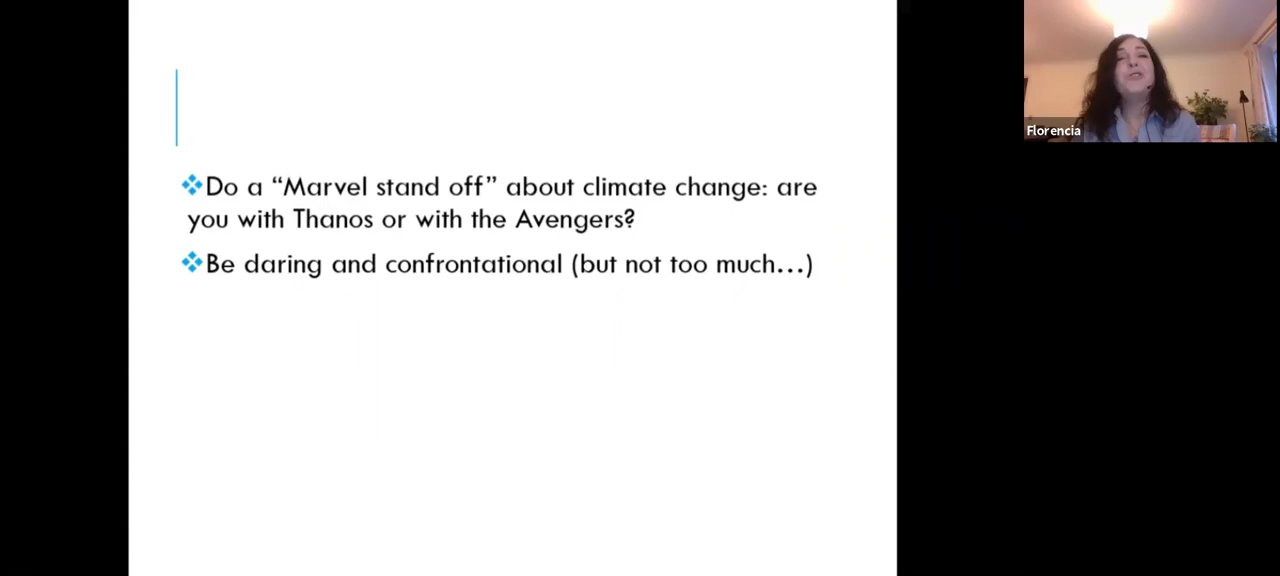 ❖Do a “Marvel stand off” about climate change: are
you with Thanos or with the Avengers?
❖Be daring and confrontational (but not too much…)
Florencia